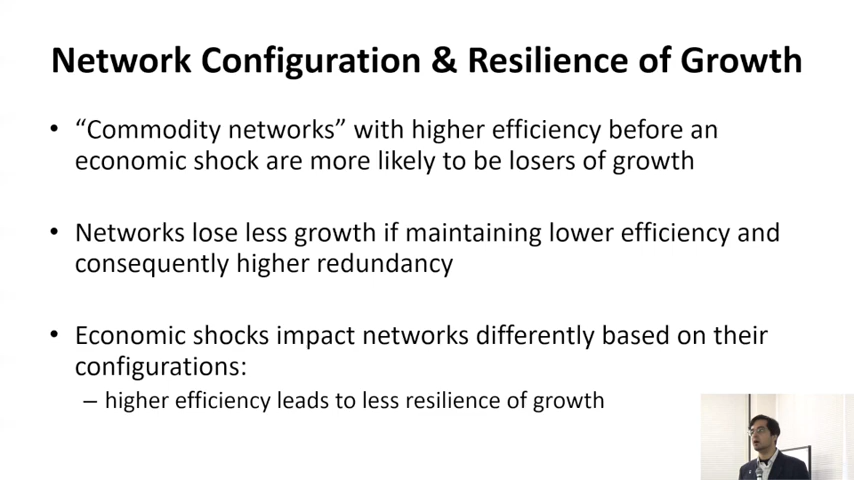 Network Configuration & Resilience of Growth
• “Commodity networks” with higher efficiency before an
economic shock are more likely to be losers of growth
• Networks lose less growth if maintaining lower efficiency and
consequently higher redundancy
• Economic shocks impact networks differently based on their
configurations:
– higher efficiency leads to less resilience of growth